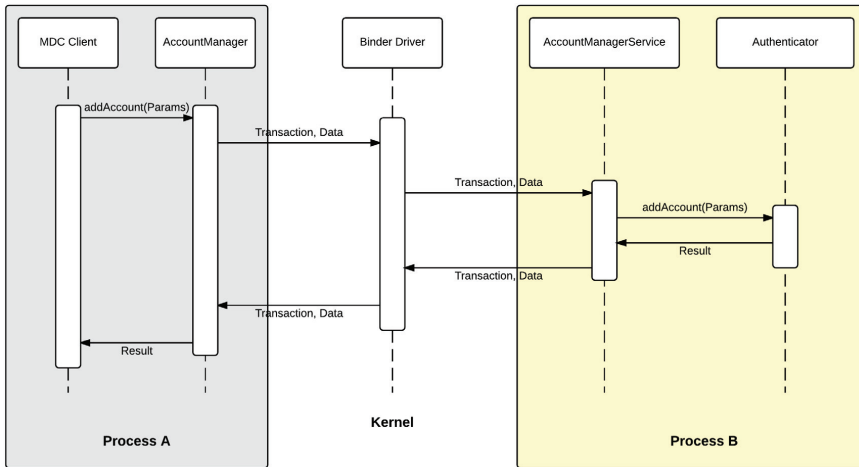 MDC Client
AccountManager
Binder Driver
AccountManagerService
Authenticator
addAccount(Params)
Transaction, Data
Transaction, Data
addAccount(Params)
Result
Transaction, Data
Transaction, Data
Result
Kernel
Process A
Process B